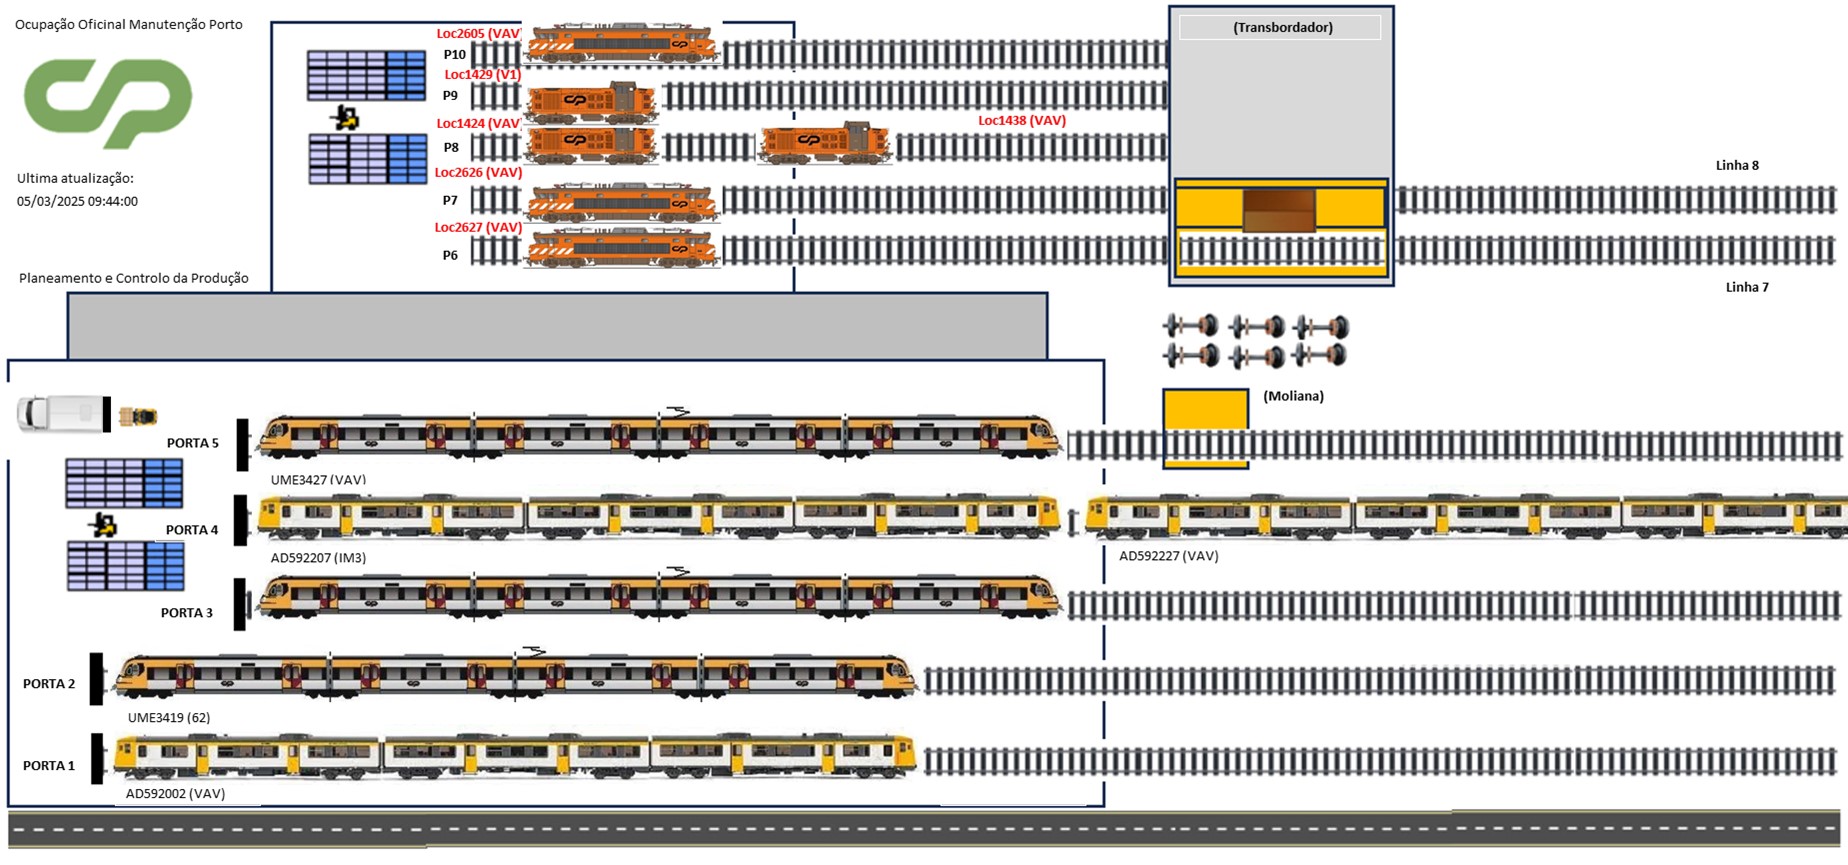 Ocupação Oficinal Manutenção Porto
Ultima atualização:
05/03/2025 09:44:00
Planeamento e Controlo da Produção
Loc2605 (VAV)
P10
Loc1429 (V1)
P9
Loc1424 (VAV)
P8
Loc1438 (VAV)
Loc2626 (VAV)
P7
Loc2627 (VAV)
P6
(Transbordador)
Linha 8
Linha 7
(Moliana)
PORTA 5
UME3427 (VAV)
PORTA 4
AD592207 (IM3)
AD592227 (VAV)
PORTA 3
PORTA 2
UME3419 (62)
PORTA 1
AD592002 (VAV)